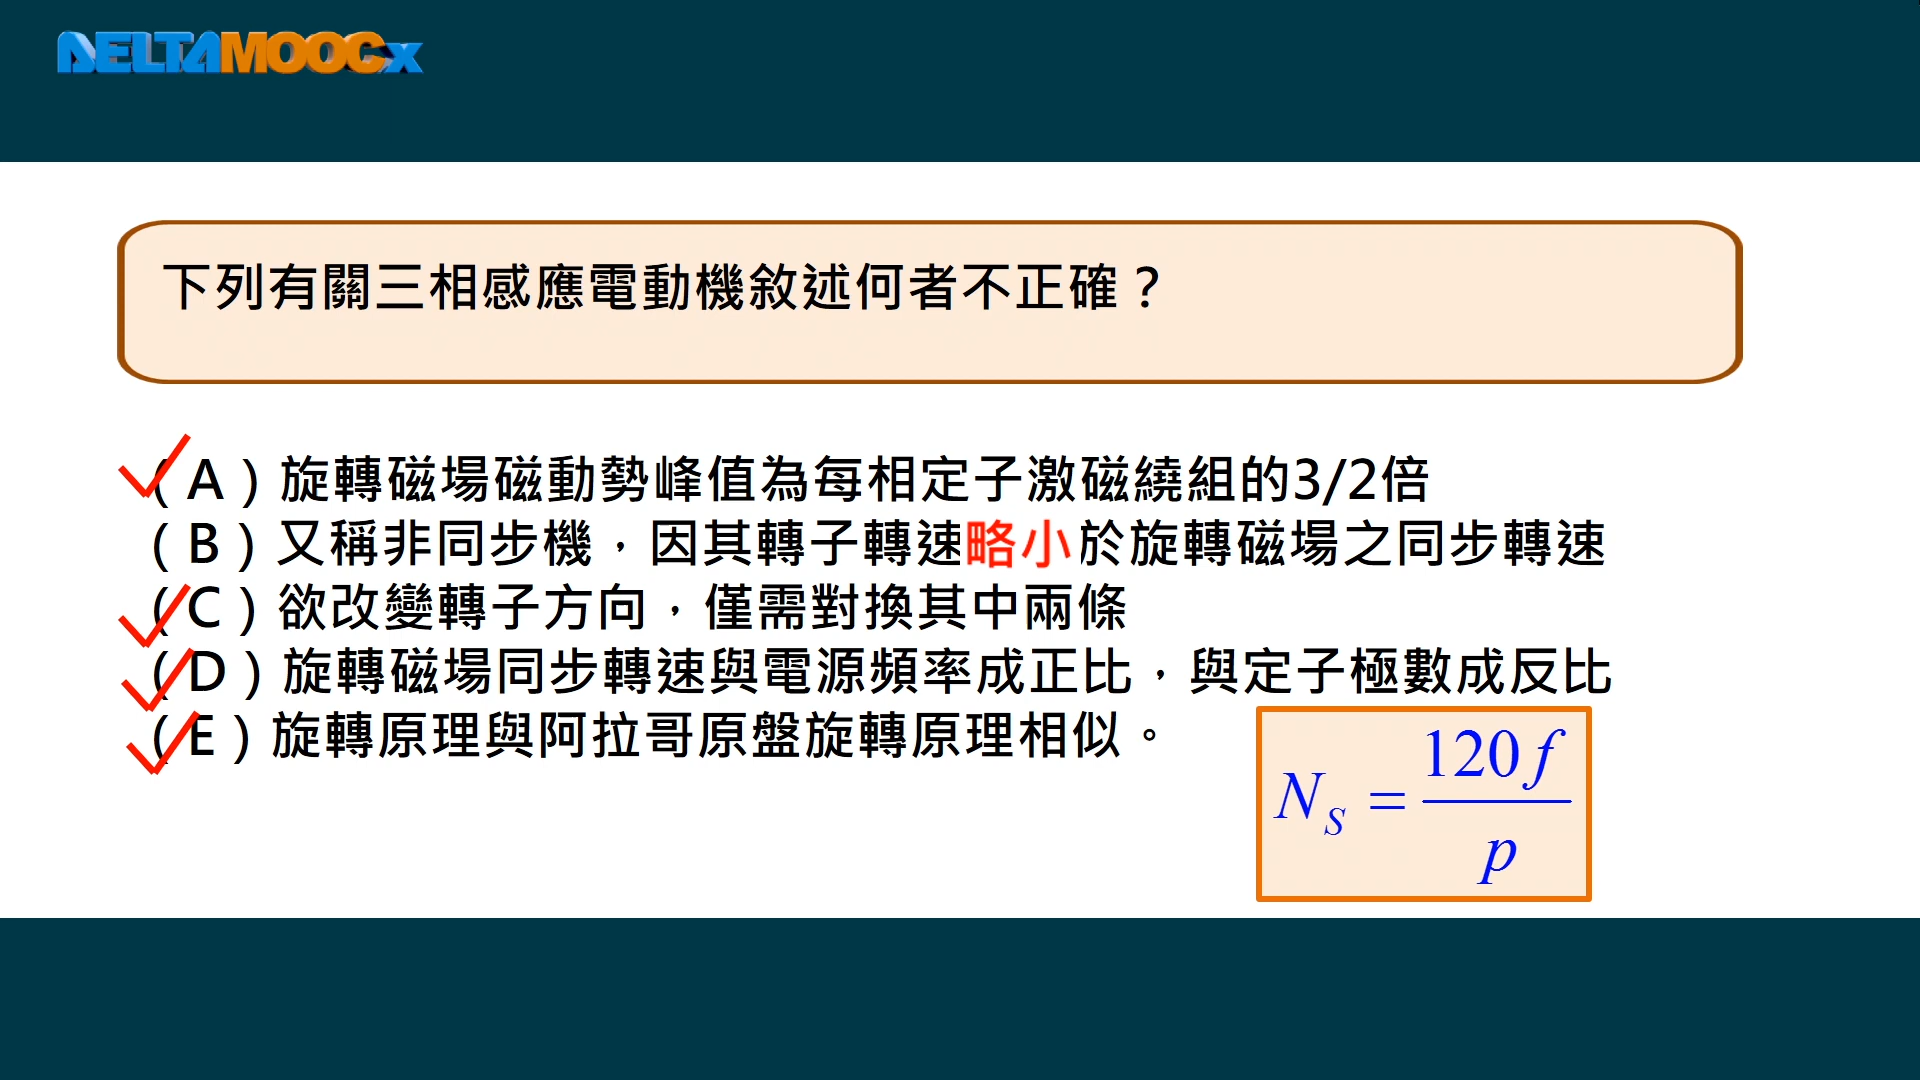 DELTAMOOCx
下列有關三相感應電動機敘述何者不正確？
（A）旋轉磁場磁動勢峰值為每相定子激磁繞組的3/2倍
（B）又稱非同步機，因其轉子轉速略小於旋轉磁場之同步轉速
（C）欲改變轉子方向，僅需對換其中兩條
（D）旋轉磁場同步轉速與電源頻率成正比，與定子極數成反比
（E）旋轉原理與阿拉哥原盤旋轉原理相似。
N_S = 120f / p